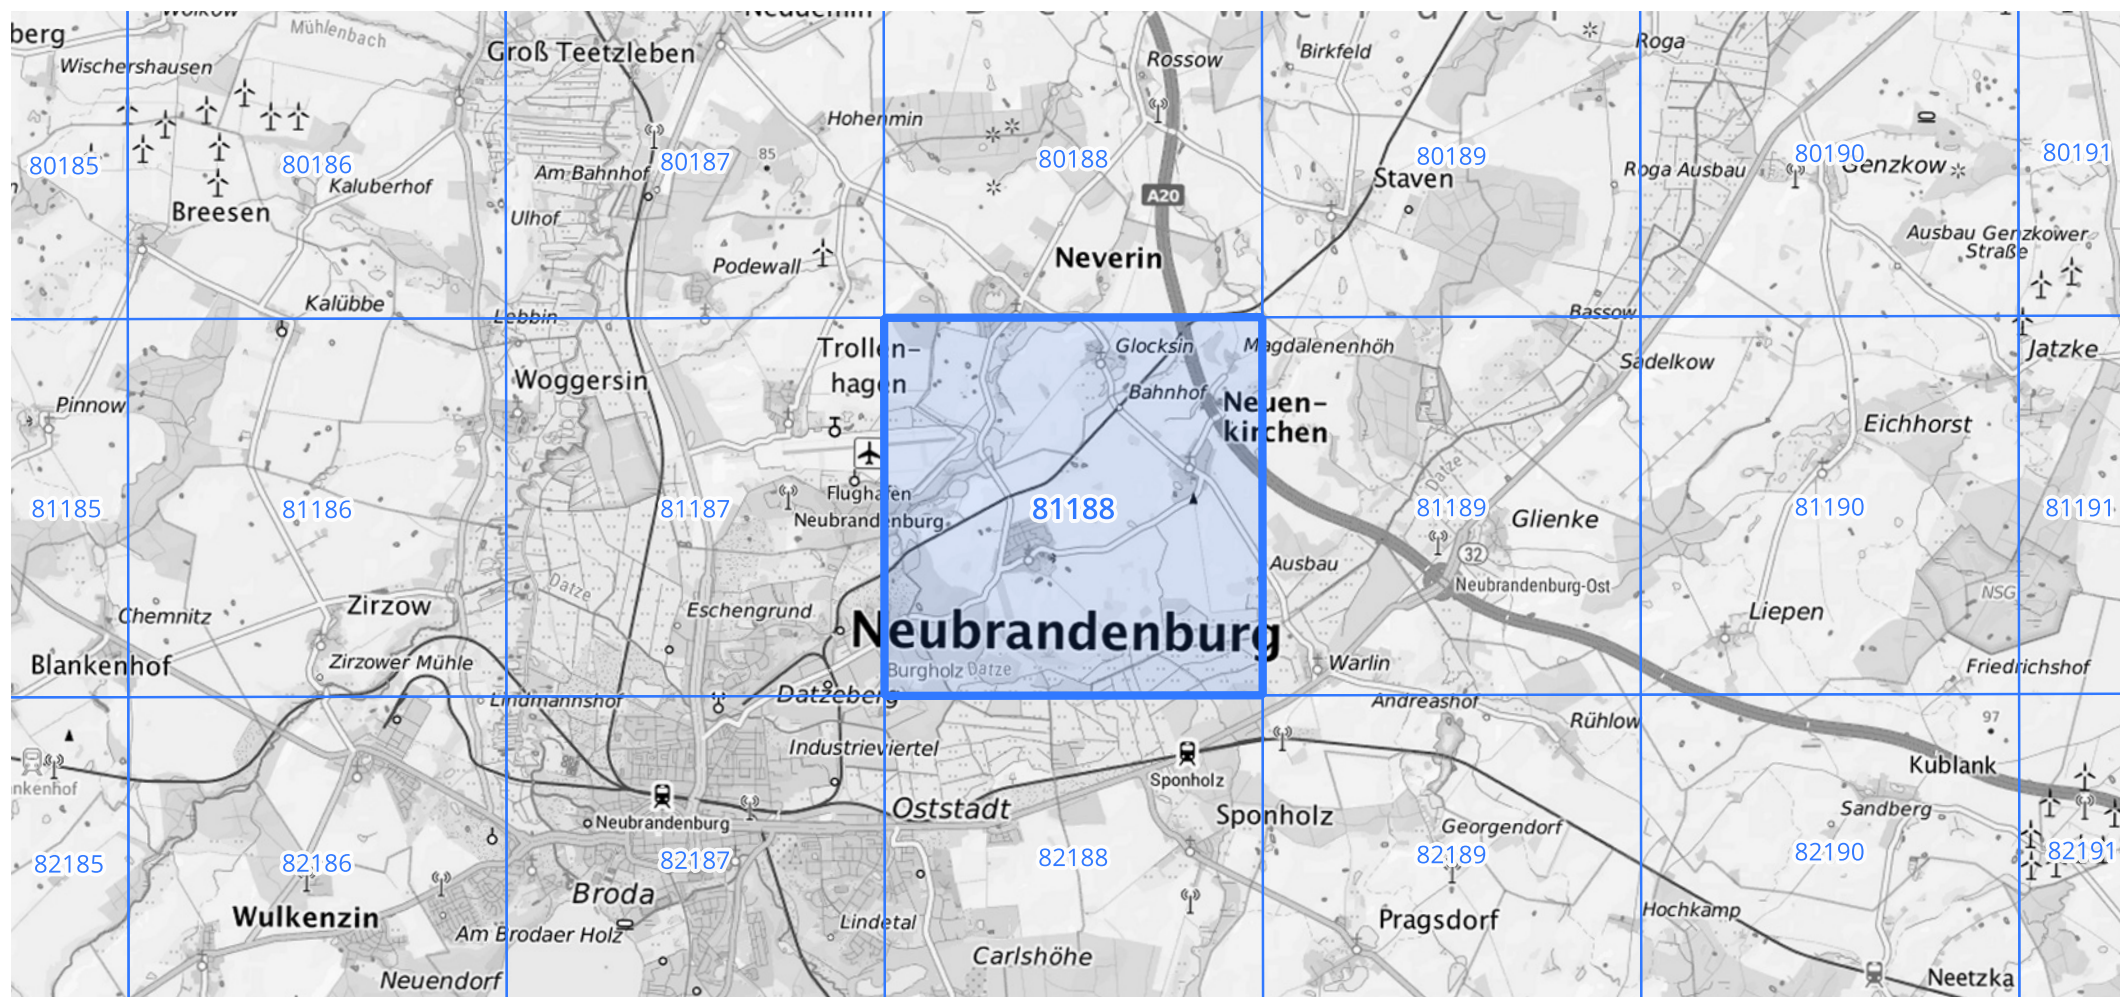 berg
Wolkow
Mühlenbach
Neddemin
Wischershausen
Groß Teetzleben
Rossow
Birkfeld
Roga
Hohenmin
80185
80186
80187
85
80188
80189
80190
80191
Kaluberhof
Am Bahnhof
Staven
Roga Ausbau
Genzkow
Breesen
Ulhof
A20
Ausbau Genzkower
Straße
Podewall
Neverin
Kalübbe
Lebbin
Bassow
Trollen-
hagen
Glocksin
Magdalenenhöh
Sadelkow
Jatzke
Woggersin
Bahnhof
Neuen-
kirchen
Pinnow
Eichhorst
Datze
Flughafen
Neubrandenburg
81185
81186
81187
81188
81189
81190
81191
Glienke
32
Ausbau
Neubrandenburg-Ost
Datze
NSG
Chemnitz
Zirzow
Eschengrund
Neubrandenburg
Liepen
Blankenhof
Zirzower Mühle
Burgholz
Datze
Warlin
Friedrichshof
Lindmannshof
Datzeberg
Andreashof
Rühlow
97
Industrieviertel
Sponholz
Kublank
ankenhof
Neubrandenburg
Oststadt
Sponholz
Georgendorf
Sandberg
82185
82186
82187
82188
82189
82190
82191
Wulkenzin
Broda
Am Brodaer Holz
Lindetal
Pragsdorf
Hochkamp
Neuendorf
Carlshöhe
Neetzka